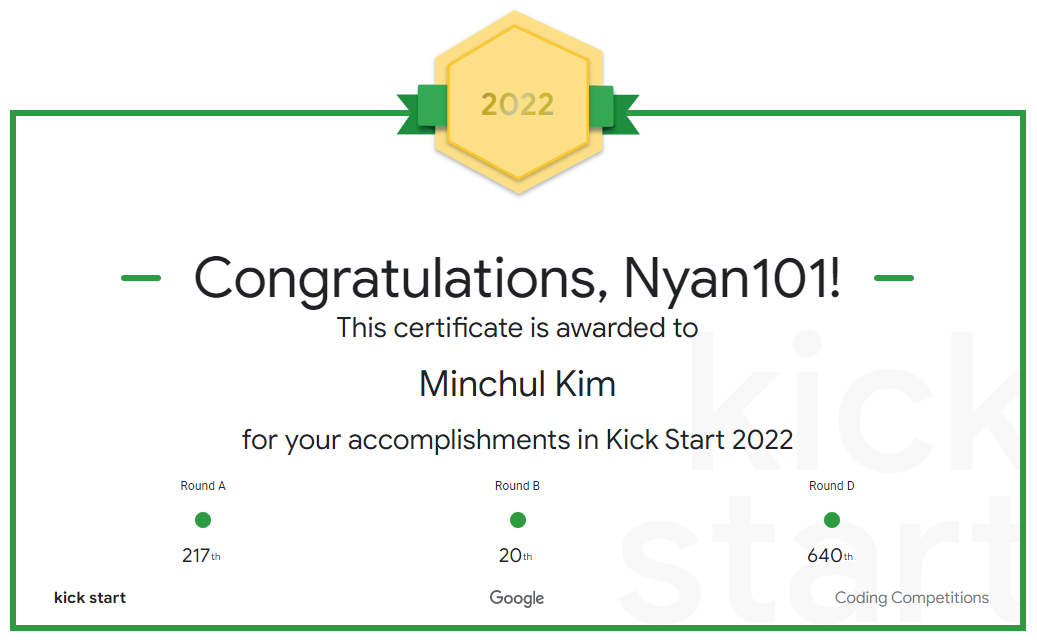 2022
Congratulations, Nyan101!
This certificate is awarded to
Minchul Kim
for your accomplishments in Kick Start 2022
Round A Round B Round D
217th 20th 640th
kick start Google Coding Competitions
kick
start